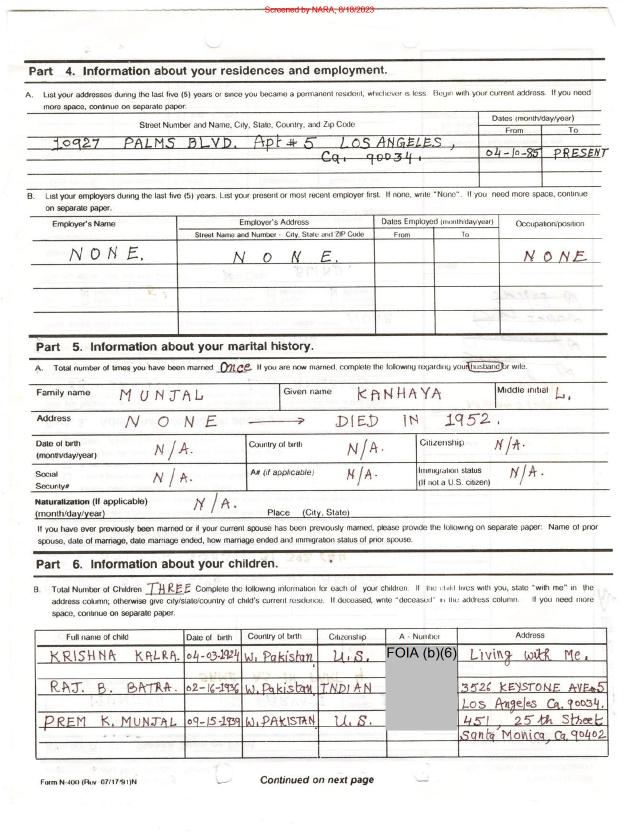 Screened by NARA, 8/18/2023
Part 4. Information about your residences and employment.
A. List your addresses during the last five (5) years or since you became a permanent resident, whichever is less. Begin with your current address. If you need
more space, continue on separate paper.
Street Number and Name, City, State, Country, and Zip Code
Dates (month/day/year)
From To
10927 PALMS BLVD. Apt # 5 LOS ANGELES,
Ca. 90034. 04-10-85 PRESENT
B. List your employers during the last five (5) years. List your present or most recent employer first. If none, write "None". If you need more space, continue
on separate paper.
Employer's Name Employer's Address Dates Employed (month/day/year) Occupation/position
Street Name and Number - City, State and ZIP Code From To
NONE. NONE. NONE
Part 5. Information about your marital history.
A. Total number of times you have been married Once. If you are now married, complete the following regarding your husband or wife.
Family name MUNJAL Given name KANHAYA Middle initial L.
Address NONE → DIED IN 1952.
Date of birth (month/day/year) N/A. Country of birth N/A. Citizenship N/A.
Social Security# N/A. A# (if applicable) N/A. Immigration status (If not a U.S. citizen) N/A.
Naturalization (If applicable) N/A.
(month/day/year) Place (City, State)
If you have ever previously been married or if your current spouse has been previously married, please provide the following on separate paper: Name of prior
spouse, date of marriage, date marriage ended, how marriage ended and immigration status of prior spouse.
Part 6. Information about your children.
B. Total Number of Children THREE Complete the following information for each of your children. If the child lives with you, state "with me" in the
address column; otherwise give city/state/country of child's current residence. If deceased, write "deceased" in the address column. If you need more
space, continue on separate paper.
Full name of child Date of birth Country of birth Citizenship A - Number Address
KRISHNA KALRA. 04-03-1924 W. Pakistan U.S. FOIA (b)(6) Living with Me.
RAJ. B. BATRA. 02-16-1936 W. Pakistan INDIAN 3526 KEYSTONE AVE#5
Los Angeles Ca. 90034.
PREM K. MUNJAL 09-15-1939 W. PAKISTAN U.S. 451, 25th Street
Santa Monica, Ca. 90402
Form N-400 (Rev. 07/17/91)N Continued on next page